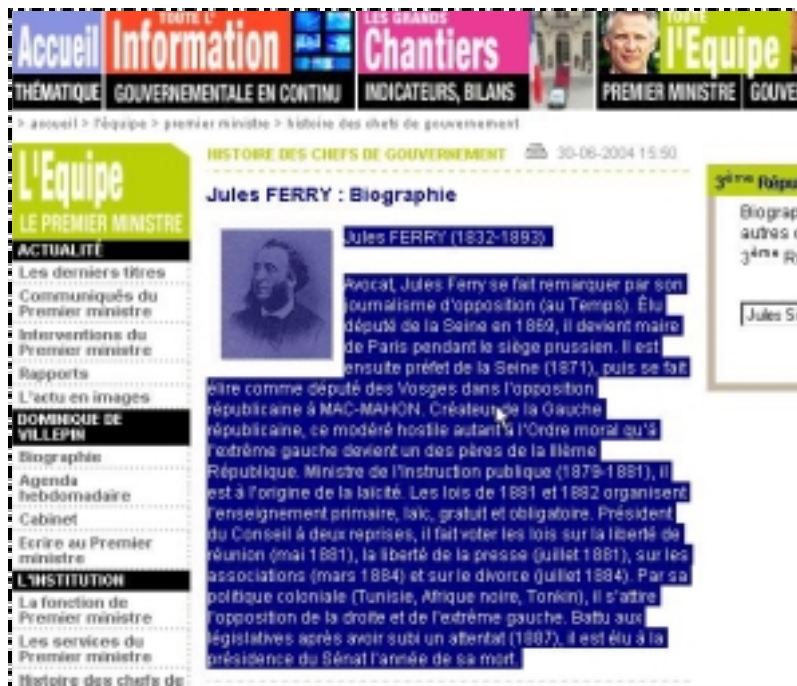 Accueil
THÉMATIQUE
TOUTE L'
Information
GOUVERNEMENTALE EN CONTINU
LES GRANDS
Chantiers
INDICATEURS, BILANS
TOUTE
l'Equipe
PREMIER MINISTRE
GOUVE
> accueil > l'équipe > premier ministre > histoire des chefs de gouvernement
L'Equipe
LE PREMIER MINISTRE
ACTUALITÉ
Les derniers titres
Communiqués du
Premier ministre
Interventions du
Premier ministre
Rapports
L'actu en images
DOMINIQUE DE
VILLEPIN
Biographie
Agenda
hebdomadaire
Cabinet
Ecrire au Premier
ministre
L'INSTITUTION
La fonction de
Premier ministre
Les services du
Premier ministre
Histoire des chefs de
HISTOIRE DES CHEFS DE GOUVERNEMENT 30-06-2004 15:50
Jules FERRY : Biographie
Jules FERRY (1832-1893)
Avocat, Jules Ferry se fait remarquer par son
journalisme d'opposition (au Temps). Élu
député de la Seine en 1869, il devient maire
de Paris pendant le siège prussien. Il est
ensuite préfet de la Seine (1871), puis se fait
élire comme député des Vosges dans l'opposition
républicaine à MAC-MAHON. Créateur de la Gauche
républicaine, ce modéré hostile autant à l'Ordre moral qu'à
l'extrême gauche devient un des pères de la IIIème
République. Ministre de l'Instruction publique (1879-1881), il
est à l'origine de la laïcité. Les lois de 1881 et 1882 organisent
l'enseignement primaire, laïc, gratuit et obligatoire. Président
du Conseil à deux reprises, il fait voter les lois sur la liberté de
réunion (mai 1881), la liberté de la presse (juillet 1881), sur les
associations (mars 1884) et sur le divorce (juillet 1884). Par sa
politique coloniale (Tunisie, Afrique noire, Tonkin), il s'attire
l'opposition de la droite et de l'extrême gauche. Battu aux
législatives après avoir subi un attentat (1887), il est élu à la
présidence du Sénat l'année de sa mort.
3ème Répu
Biograp
autres
3ème R
Jules Si